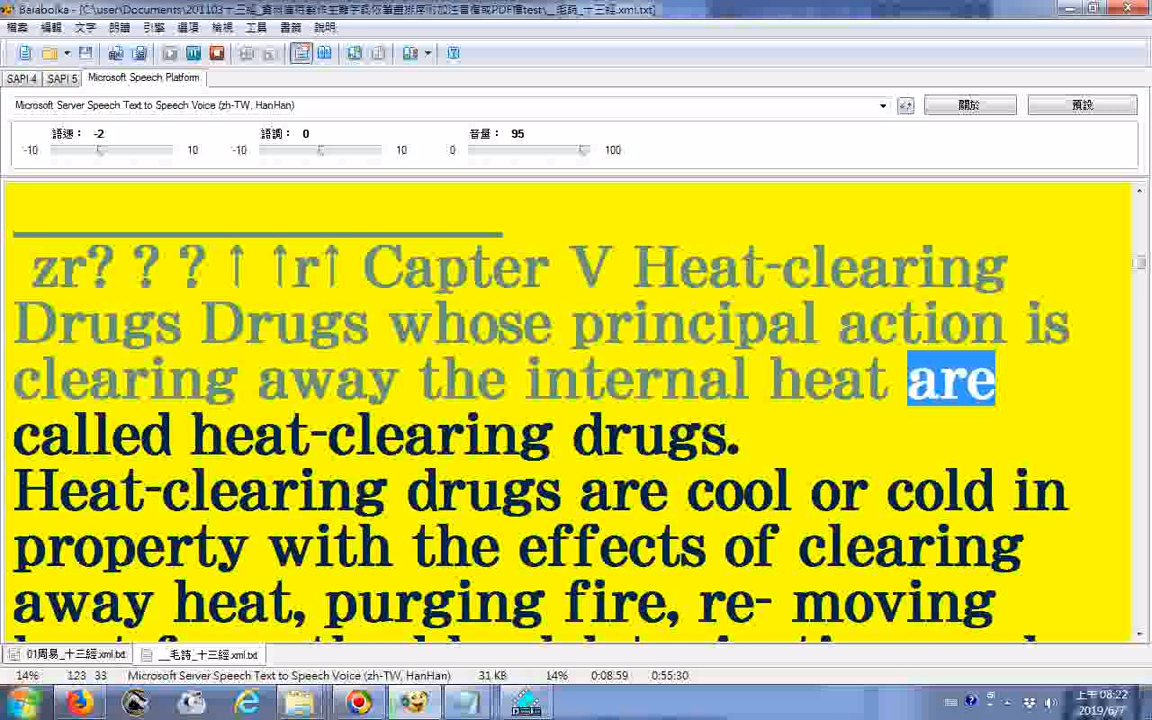 Balabolka - [C:\user\Documents\201103十三經_
__毛詩_十三經.xml.txt]
檔案 編輯 文字 朗讀 引擎 選項 檢視 工具 書籤 說明
SAPI 4 SAPI 5 Microsoft Speech Platform
Microsoft Server Speech Text to Speech Voice (zh-TW, HanHan) 關於 預設
語速： -2 語調： 0 音量： 95
-10 10 -10 10 0 100
zr? ? ? ↑ ↑r↑ Capter V Heat-clearing
Drugs Drugs whose principal action is
clearing away the internal heat are
called heat-clearing drugs.
Heat-clearing drugs are cool or cold in
property with the effects of clearing
away heat, purging fire, re- moving
01周易_十三經.xml.txt __毛詩_十三經.xml.txt
14% 123 33 Microsoft Server Speech Text to Speech Voice (zh-TW, HanHan) 31 KB 14% 0:08:59 0:55:30
上午 08:22
2019/6/7